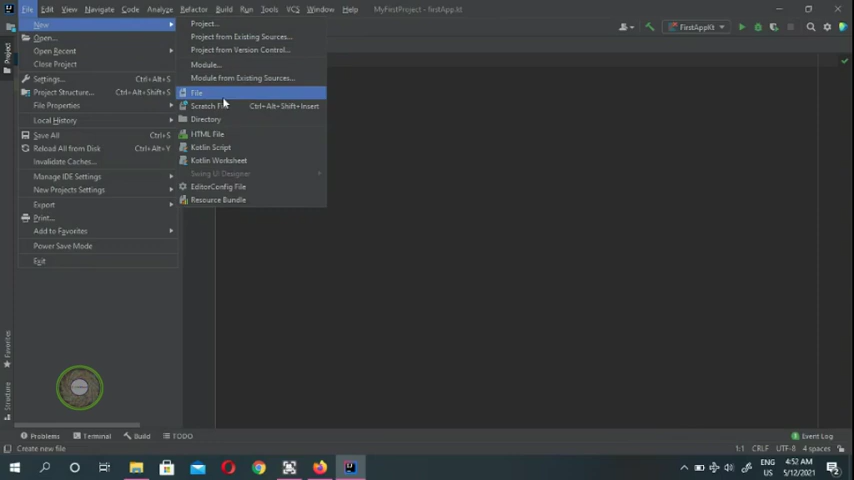 File Edit View Navigate Code Analyze Refactor Build Run Tools VCS Window Help MyFirstProject - firstApp.kt
FirstAppKt
New
Open...
Open Recent
Close Project
Settings... Ctrl+Alt+S
Project Structure... Ctrl+Alt+Shift+S
File Properties
Local History
Save All Ctrl+S
Reload All from Disk Ctrl+Alt+Y
Invalidate Caches...
Manage IDE Settings
New Projects Settings
Export
Print...
Add to Favorites
Power Save Mode
Exit
Project...
Project from Existing Sources...
Project from Version Control...
Module...
Module from Existing Sources...
File
Scratch File Ctrl+Alt+Shift+Insert
Directory
HTML File
Kotlin Script
Kotlin Worksheet
Swing UI Designer
EditorConfig File
Resource Bundle
Project
Favorites
Structure
Problems Terminal Build TODO Event Log
Create new file 1:1 CRLF UTF-8 4 spaces
ENG 4:52 AM
US 5/12/2021
2